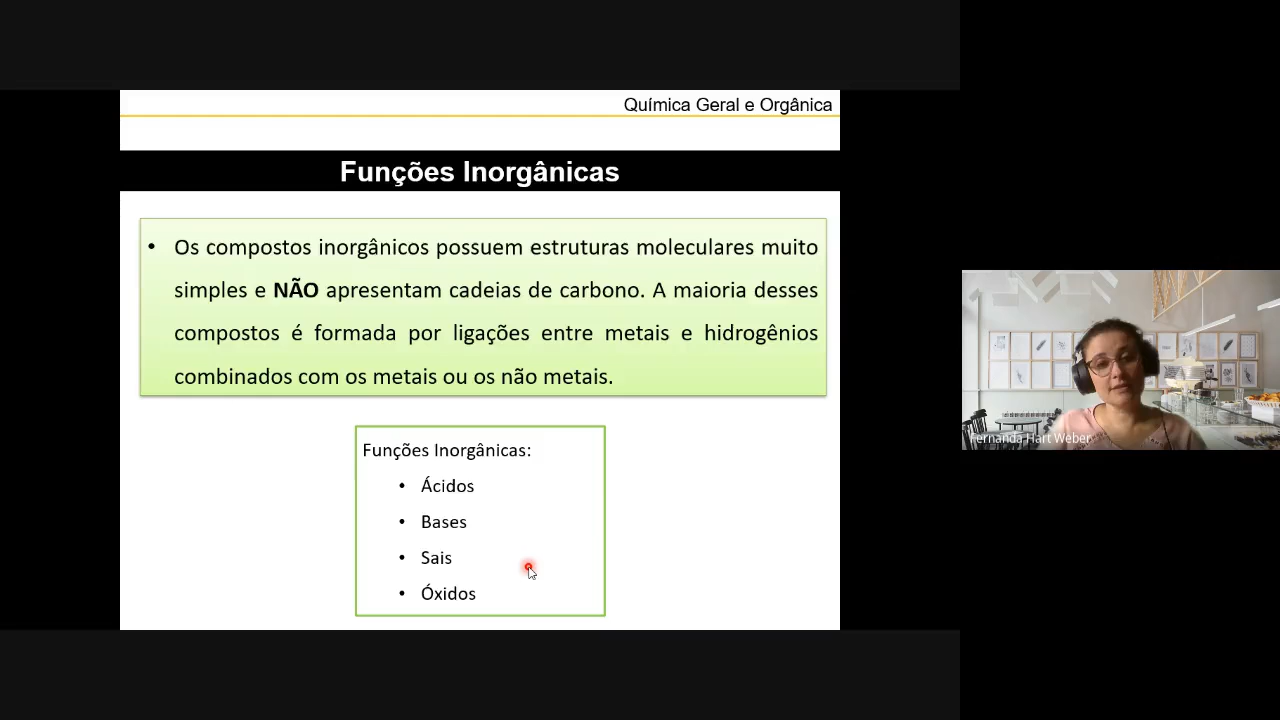 Química Geral e Orgânica
Funções Inorgânicas
• Os compostos inorgânicos possuem estruturas moleculares muito
simples e NÃO apresentam cadeias de carbono. A maioria desses
compostos é formada por ligações entre metais e hidrogênios
combinados com os metais ou os não metais.
Funções Inorgânicas:
• Ácidos
• Bases
• Sais
• Óxidos
Fernanda Hart Weber